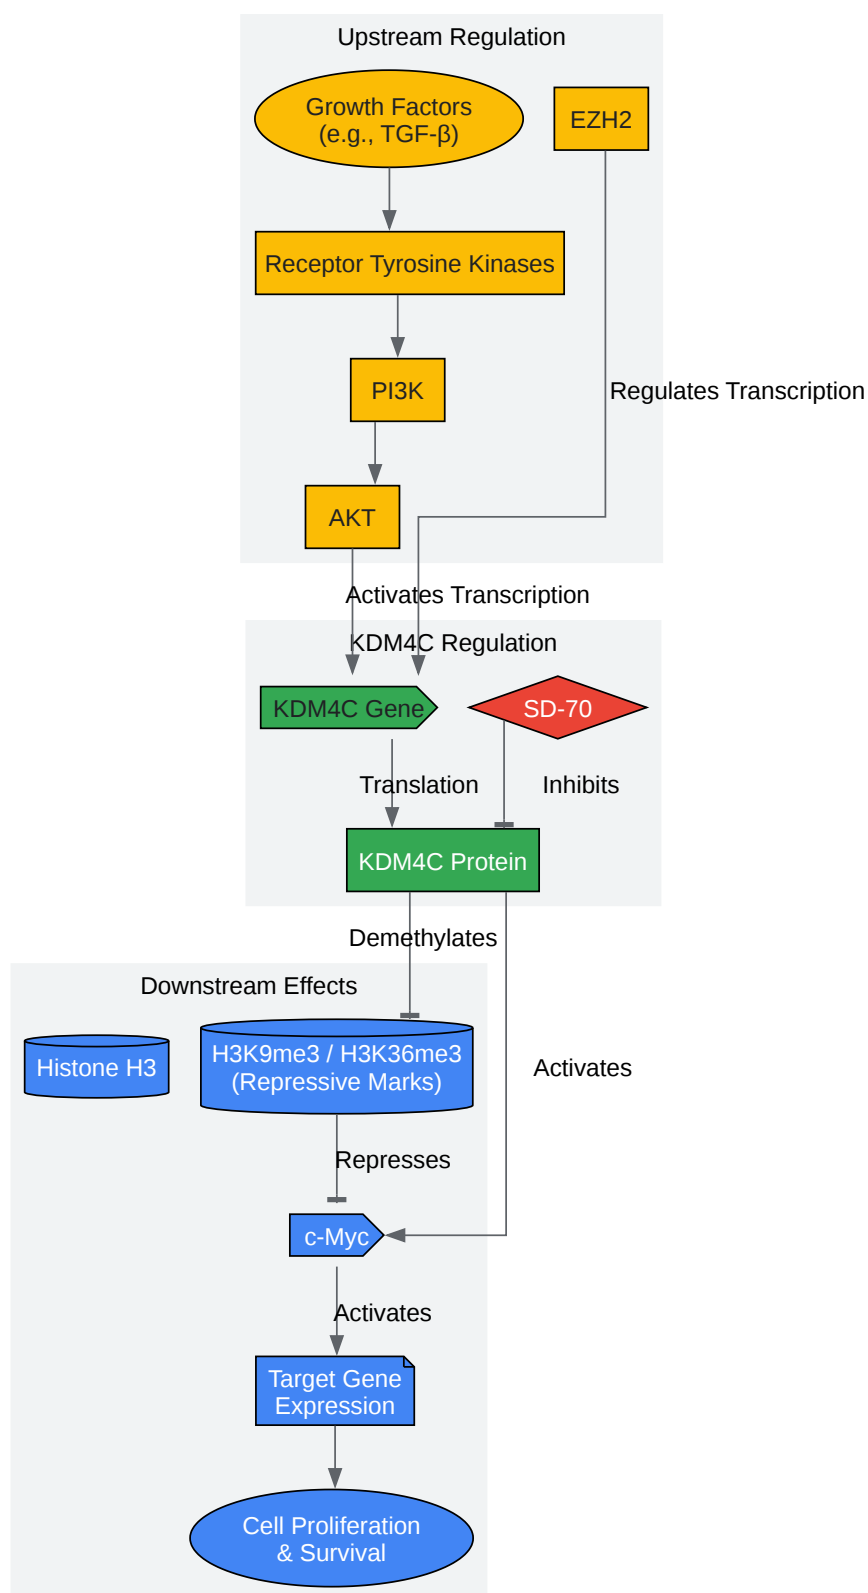 Upstream Regulation
Growth Factors
(e.g., TGF-β)
EZH2
Receptor Tyrosine Kinases
PI3K
Regulates Transcription
AKT
Activates Transcription
KDM4C Regulation
KDM4C Gene
SD-70
Translation
Inhibits
KDM4C Protein
Demethylates
Downstream Effects
Histone H3
H3K9me3 / H3K36me3
(Repressive Marks)
Activates
Represses
c-Myc
Activates
Target Gene
Expression
Cell Proliferation
& Survival